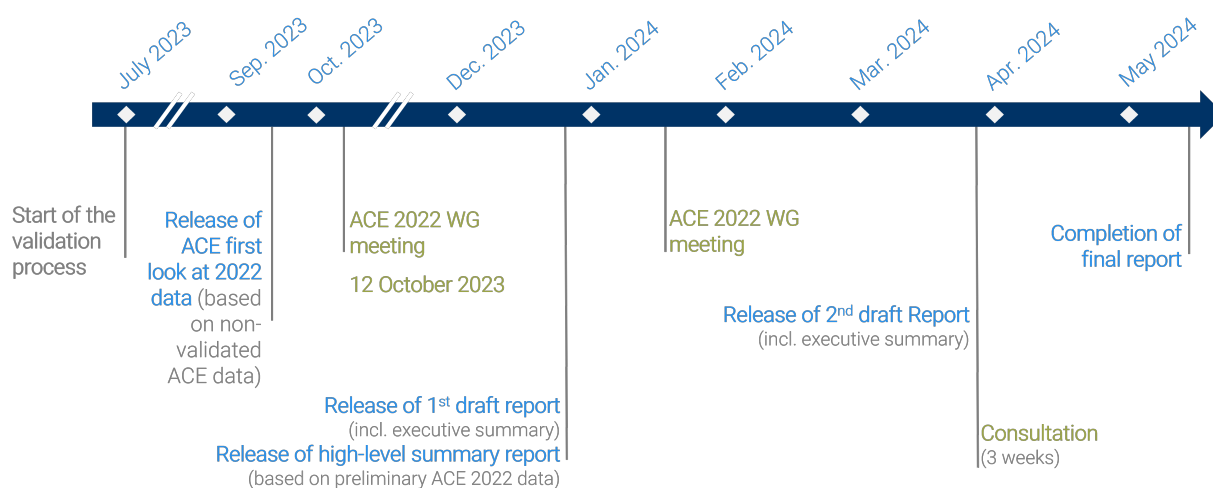 July 2023
Sep. 2023
Oct. 2023
Dec. 2023
Jan. 2024
Feb. 2024
Mar. 2024
Apr. 2024
May 2024
Start of the
validation
process
Release of
ACE first
look at 2022
data (based
on non-
validated
ACE data)
ACE 2022 WG
meeting
12 October 2023
Release of 1st draft report
(incl. executive summary)
Release of high-level summary report
(based on preliminary ACE 2022 data)
ACE 2022 WG
meeting
Release of 2nd draft Report
(incl. executive summary)
Consultation
(3 weeks)
Completion of
final report